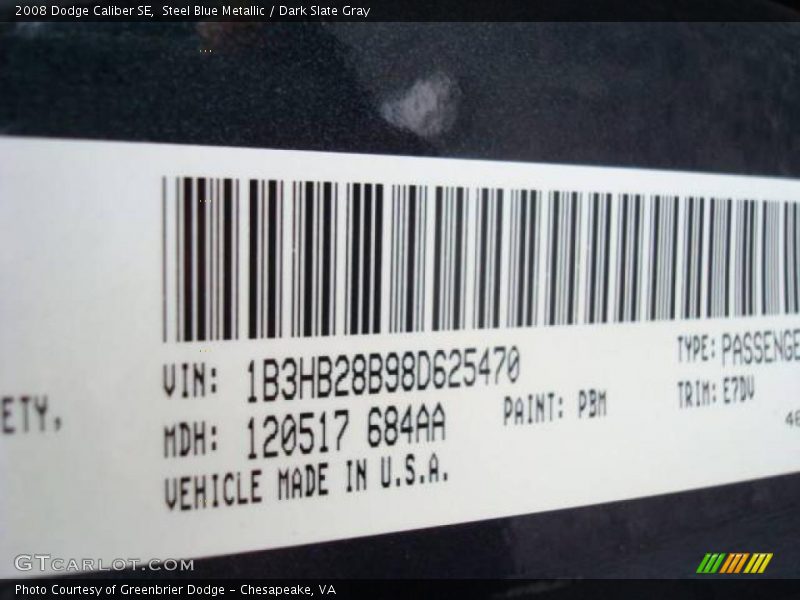 2008 Dodge Caliber SE, Steel Blue Metallic / Dark Slate Gray
VIN: 1B3HB28B98D625470
TYPE: PASSENGE
ETY,
MDH: 120517 684AA
PAINT: PBM
TRIM: E7DV
VEHICLE MADE IN U.S.A.
GTCARLOT.COM
Photo Courtesy of Greenbrier Dodge - Chesapeake, VA